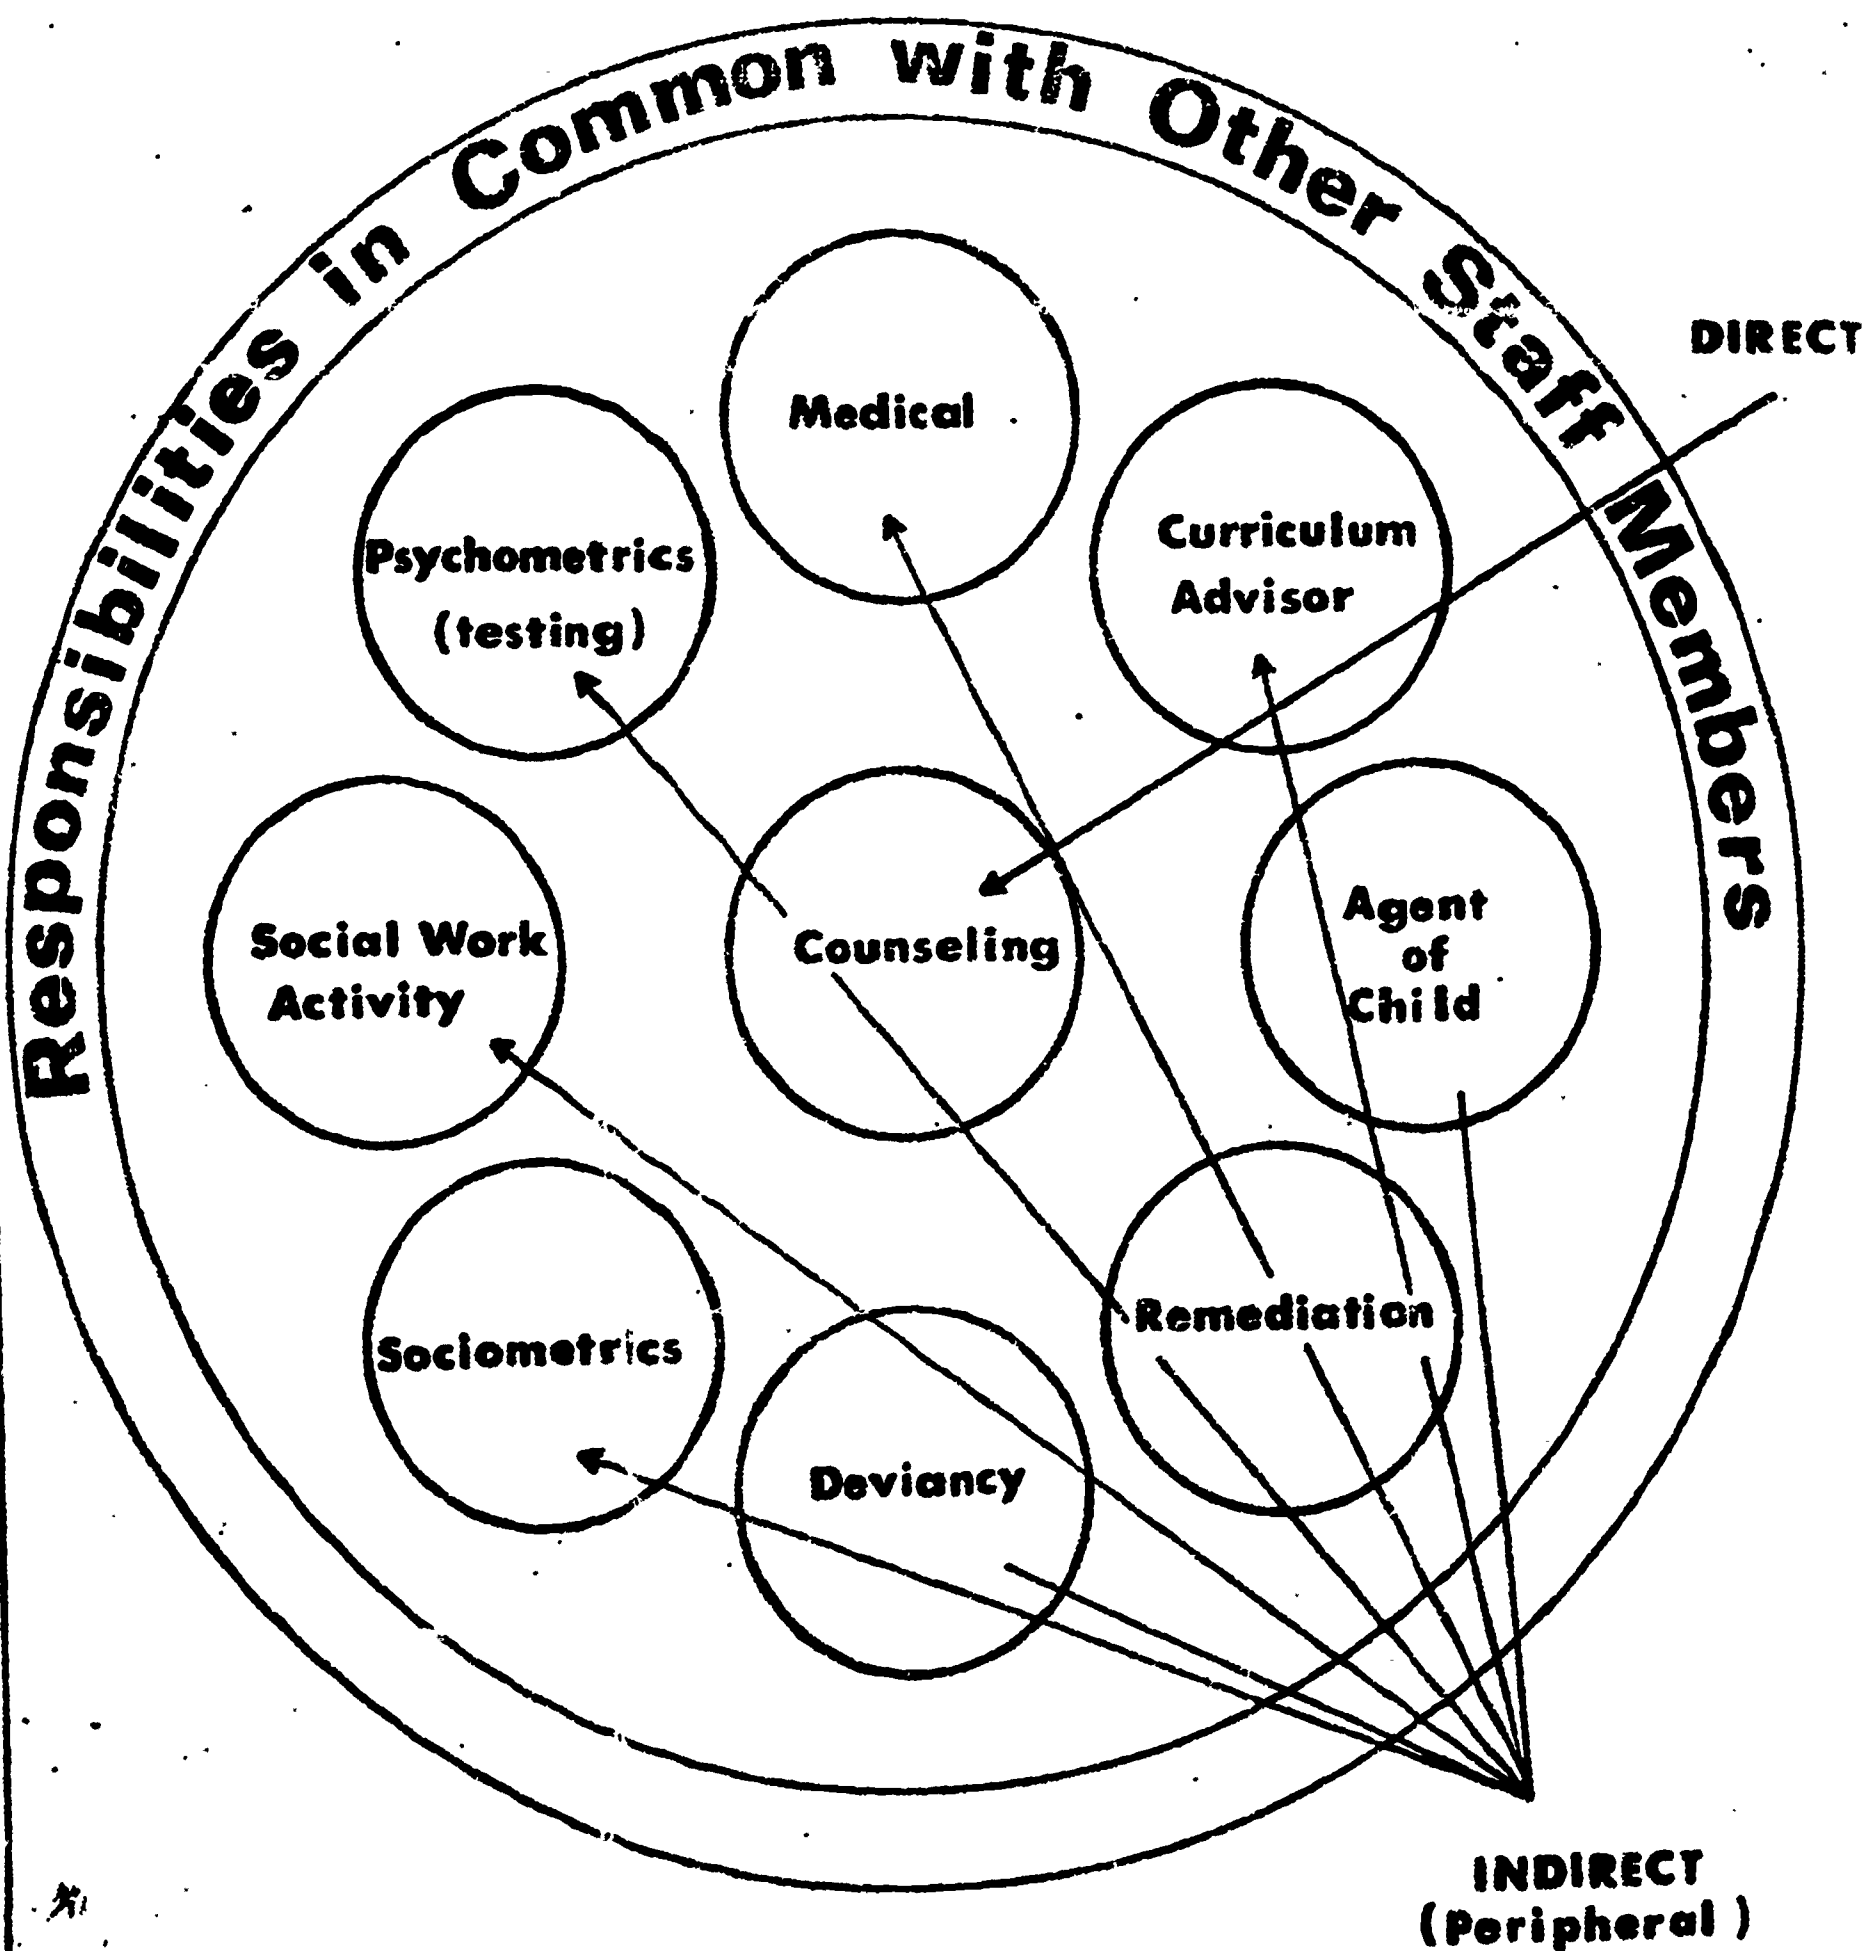 Responsibilities in Common with Other Staff Members
DIRECT
Medical
Psychometrics
(testing)
Curriculum
Advisor
Social Work
Activity
Counseling
Agent
of
Child
Sociometrics
Deviancy
Remediation
INDIRECT
(Peripheral)